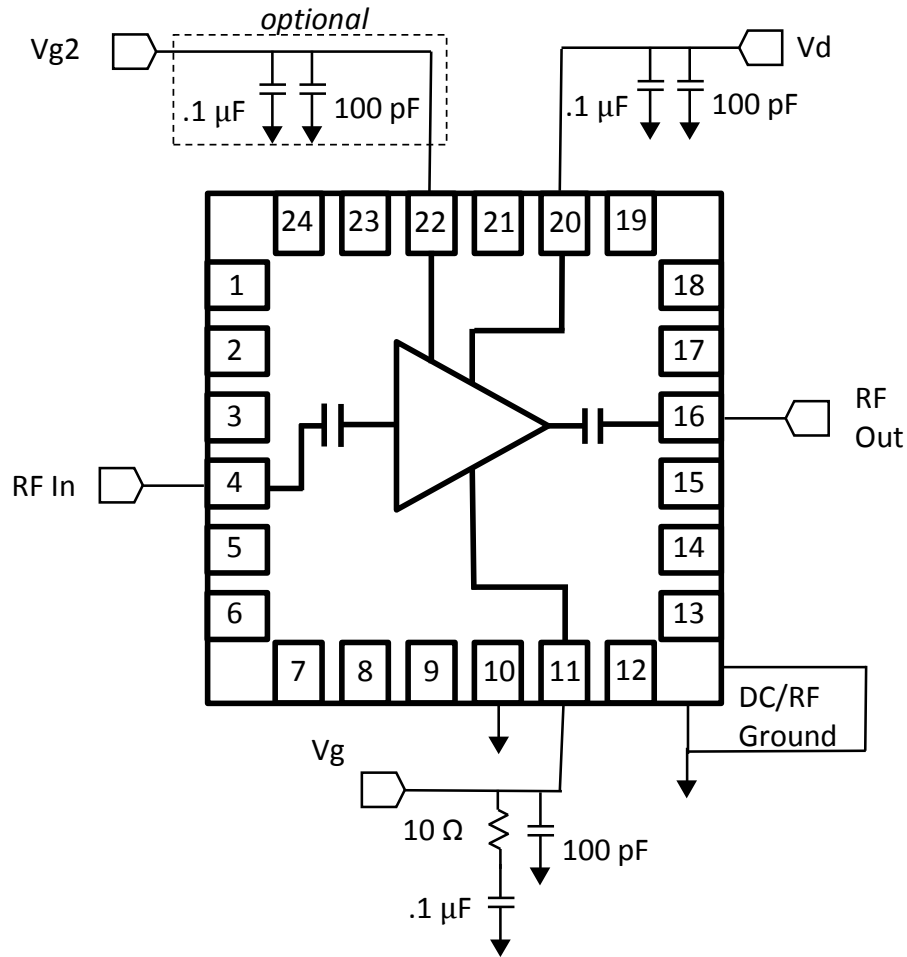 optional
Vg2
.1 μF
100 pF
Vd
.1 μF
100 pF
24
23
22
21
20
19
1
2
3
4
5
6
18
17
16
15
14
13
RF In
RF
Out
7
8
9
10
11
12
DC/RF
Ground
Vg
10 Ω
100 pF
.1 μF